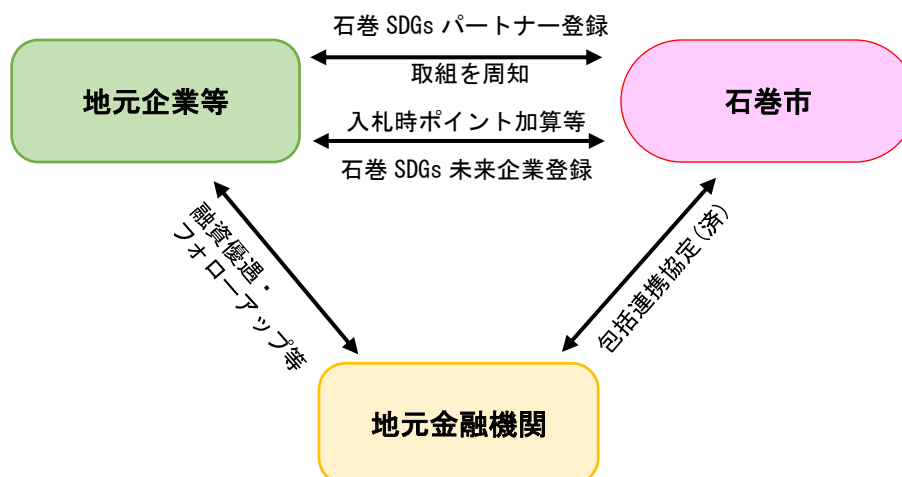 石巻 SDGs パートナー登録
取組を周知
地元企業等
石巻市
入札時ポイント加算等
石巻 SDGs 未来企業登録
融資優遇・
フォローアップ等
包括連携協定(済)
地元金融機関